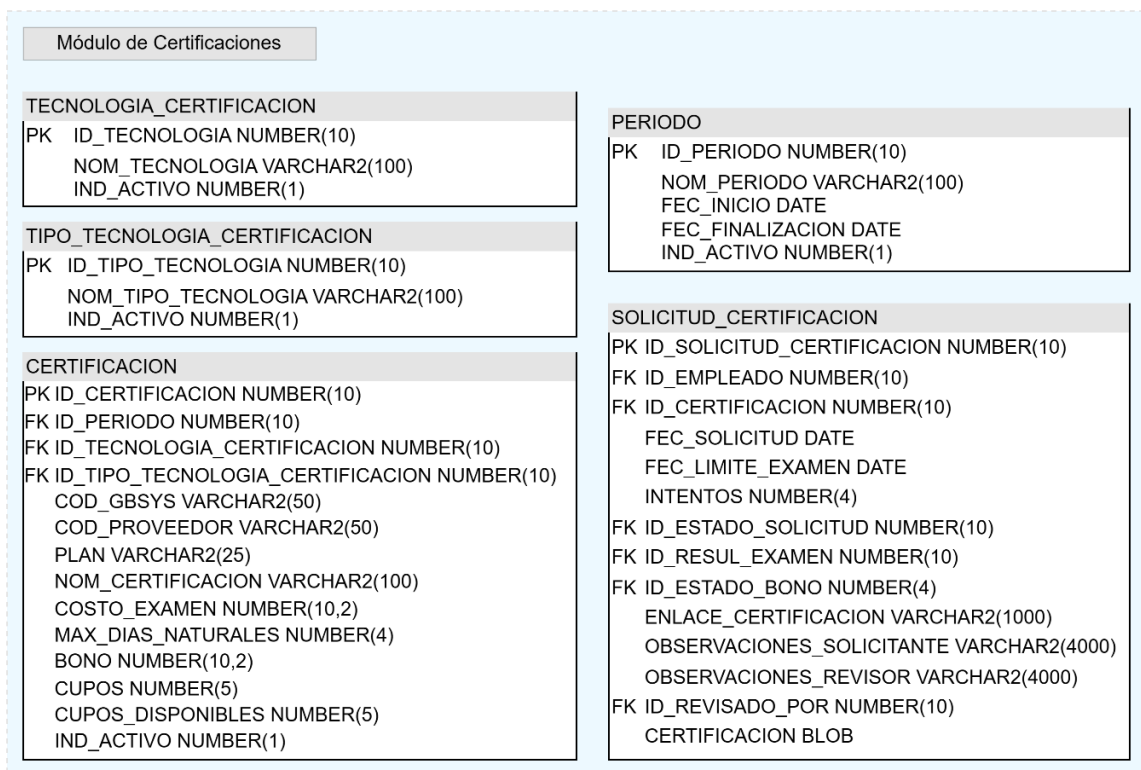 Módulo de Certificaciones
TECNOLOGIA_CERTIFICACION
PK ID_TECNOLOGIA NUMBER(10)
NOM_TECNOLOGIA VARCHAR2(100)
IND_ACTIVO NUMBER(1)
TIPO_TECNOLOGIA_CERTIFICACION
PK ID_TIPO_TECNOLOGIA NUMBER(10)
NOM_TIPO_TECNOLOGIA VARCHAR2(100)
IND_ACTIVO NUMBER(1)
CERTIFICACION
PK ID_CERTIFICACION NUMBER(10)
FK ID_PERIODO NUMBER(10)
FK ID_TECNOLOGIA_CERTIFICACION NUMBER(10)
FK ID_TIPO_TECNOLOGIA_CERTIFICACION NUMBER(10)
COD_GBSYS VARCHAR2(50)
COD_PROVEEDOR VARCHAR2(50)
PLAN VARCHAR2(25)
NOM_CERTIFICACION VARCHAR2(100)
COSTO_EXAMEN NUMBER(10,2)
MAX_DIAS_NATURALES NUMBER(4)
BONO NUMBER(10,2)
CUPOS NUMBER(5)
CUPOS_DISPONIBLES NUMBER(5)
IND_ACTIVO NUMBER(1)
PERIODO
PK ID_PERIODO NUMBER(10)
NOM_PERIODO VARCHAR2(100)
FEC_INICIO DATE
FEC_FINALIZACION DATE
IND_ACTIVO NUMBER(1)
SOLICITUD_CERTIFICACION
PK ID_SOLICITUD_CERTIFICACION NUMBER(10)
FK ID_EMPLEADO NUMBER(10)
FK ID_CERTIFICACION NUMBER(10)
FEC_SOLICITUD DATE
FEC_LIMITE_EXAMEN DATE
INTENTOS NUMBER(4)
FK ID_ESTADO_SOLICITUD NUMBER(10)
FK ID_RESUL_EXAMEN NUMBER(10)
FK ID_ESTADO_BONO NUMBER(4)
ENLACE_CERTIFICACION VARCHAR2(1000)
OBSERVACIONES_SOLICITANTE VARCHAR2(4000)
OBSERVACIONES_REVISOR VARCHAR2(4000)
FK ID_REVISADO_POR NUMBER(10)
CERTIFICACION BLOB